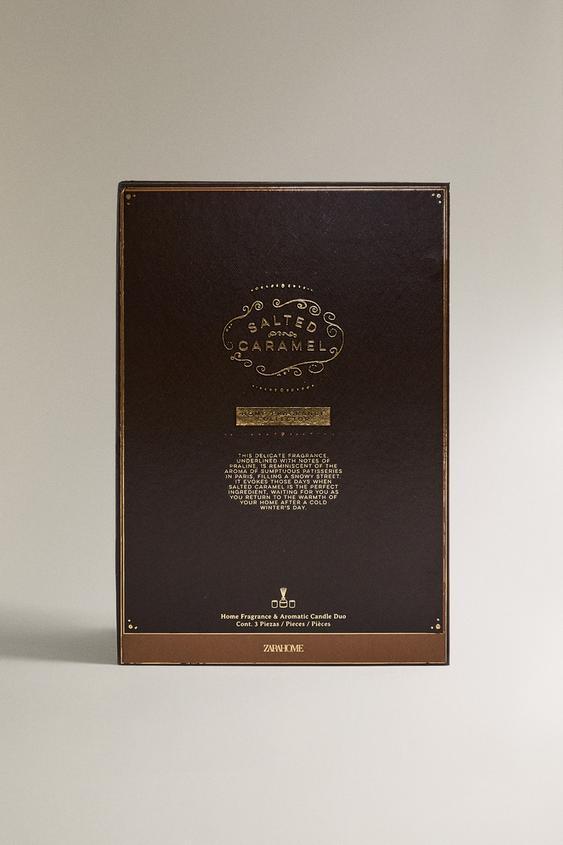 SALTED
CARAMEL
HOME FRAGRANCE
COLLECTION
THIS DELICATE FRAGRANCE,
UNDERLINED WITH NOTES OF
PRALINE, IS REMINISCENT OF THE
AROMA OF SUMPTUOUS PATISSERIES
IN PARIS, FILLING A SNOWY STREET.
IT EVOKES THOSE DAYS WHEN
SALTED CARAMEL IS THE PERFECT
INGREDIENT, WAITING FOR YOU AS
YOU RETURN TO THE WARMTH OF
YOUR HOME AFTER A COLD
WINTER'S DAY.
Home Fragrance & Aromatic Candle Duo
Cont. 3 Piezas / Pieces / Pièces
ZARAHOME